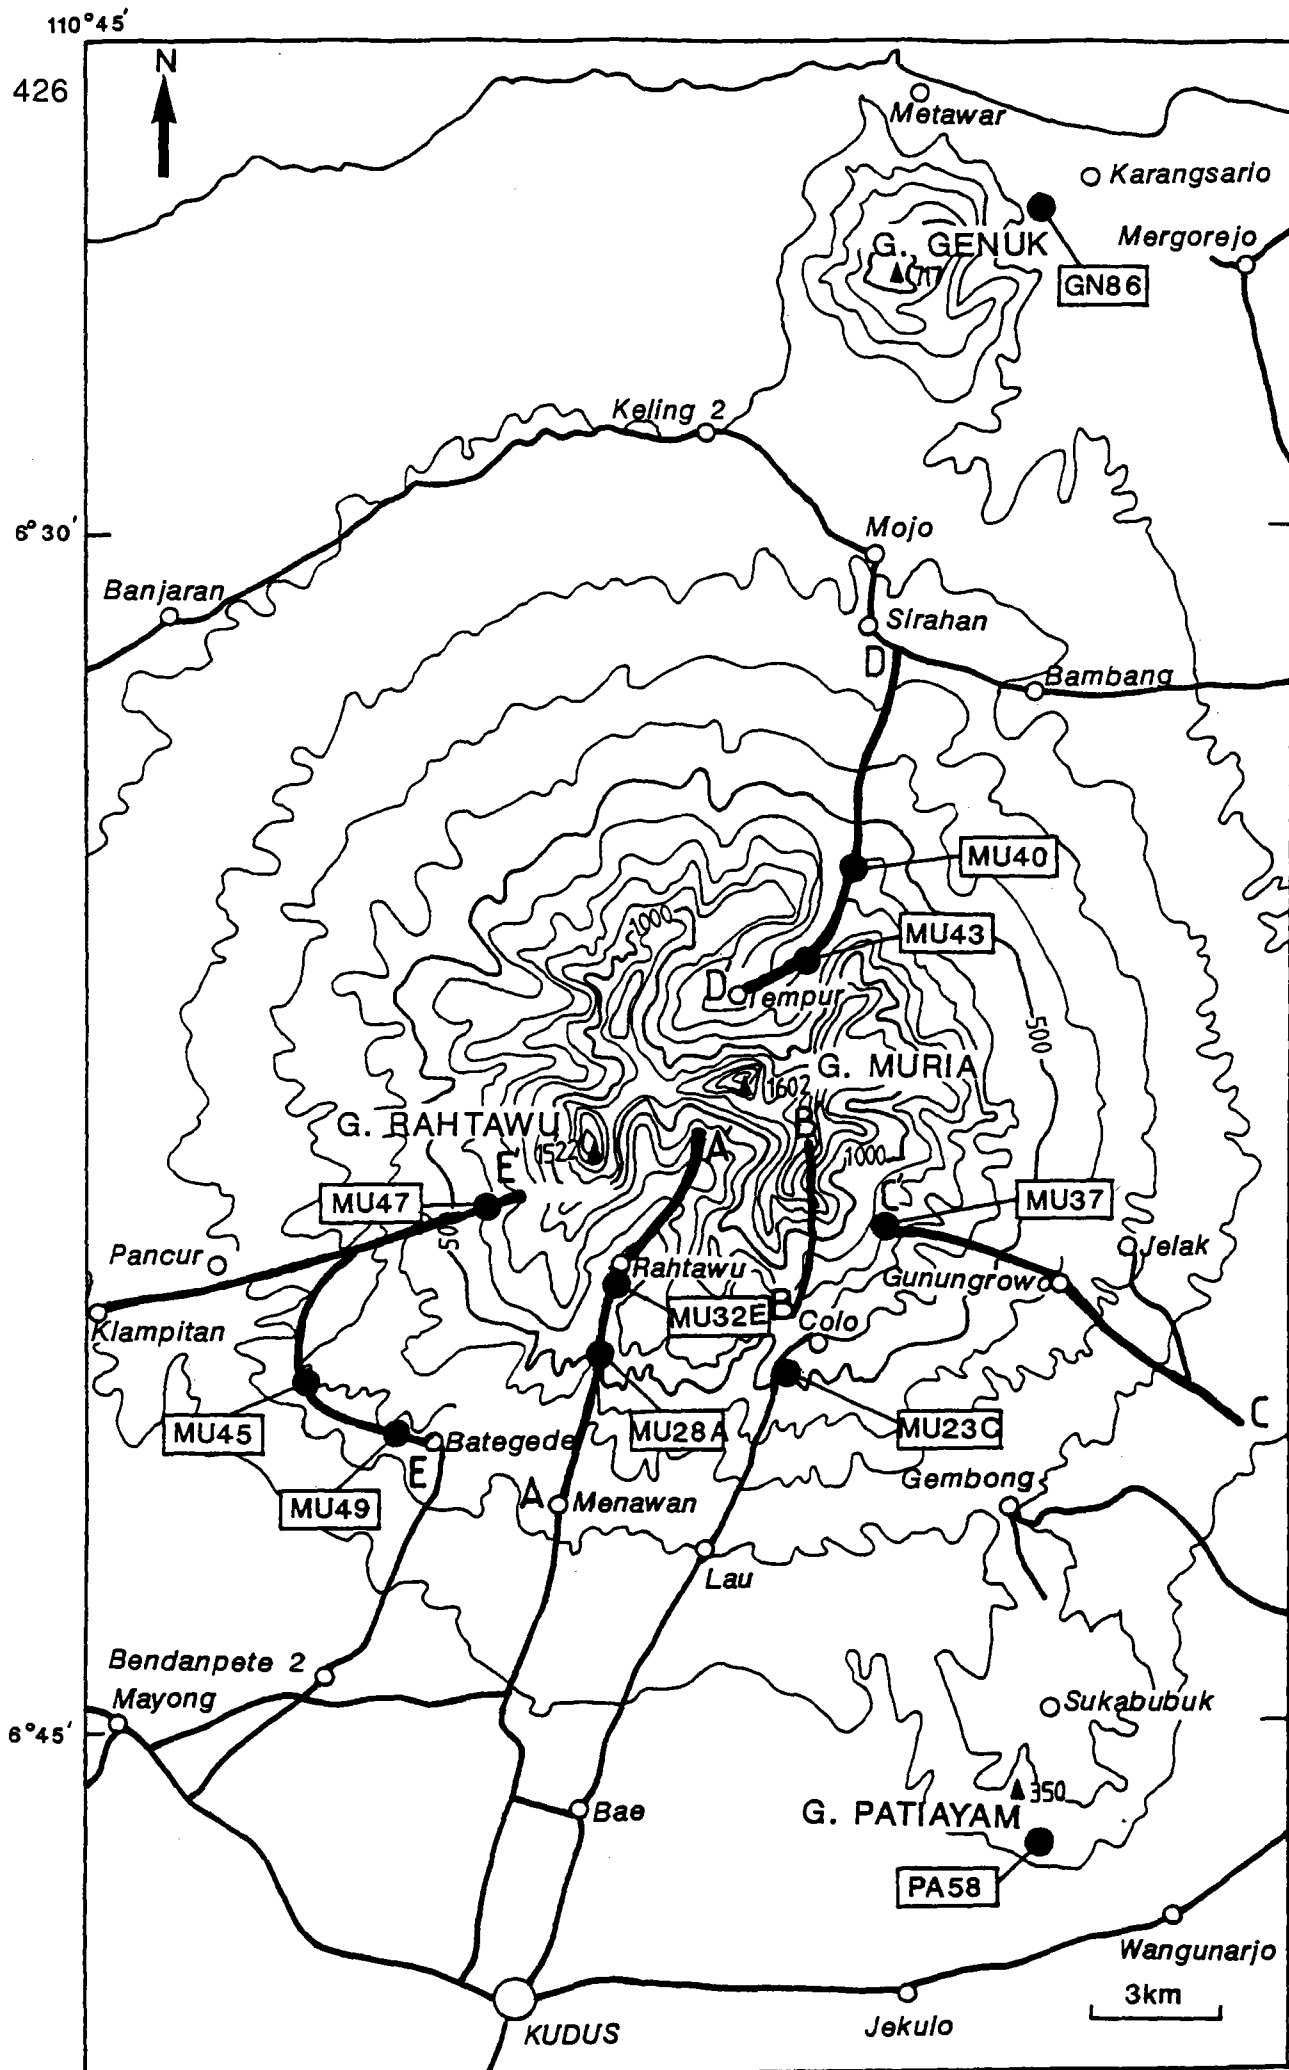 110°45′
N
426
Metawar
Karangsario
G. GENUK
717
Mergorejo
GN86
Keling 2
6°30′
Mojo
Banjaran
Sirahan
D
Bambang
MU40
1000
MU43
D′
Tempur
500
G. MURIA
1602
G. RAHTAWU
1522
A′
B′
1000
E′
MU47
C′
MU37
50
Pancur
Jelak
Rahtawu
Gunungrowo
MU32E
B
Klampitan
Colo
MU45
MU28A
MU23C
C
Bategede
E
Gembong
MU49
A
Menawan
Lau
Bendanpete 2
Mayong
Sukabubuk
6°45′
350
Bae
G. PATIAYAM
PA58
Wangunarjo
3km
KUDUS
Jekulo